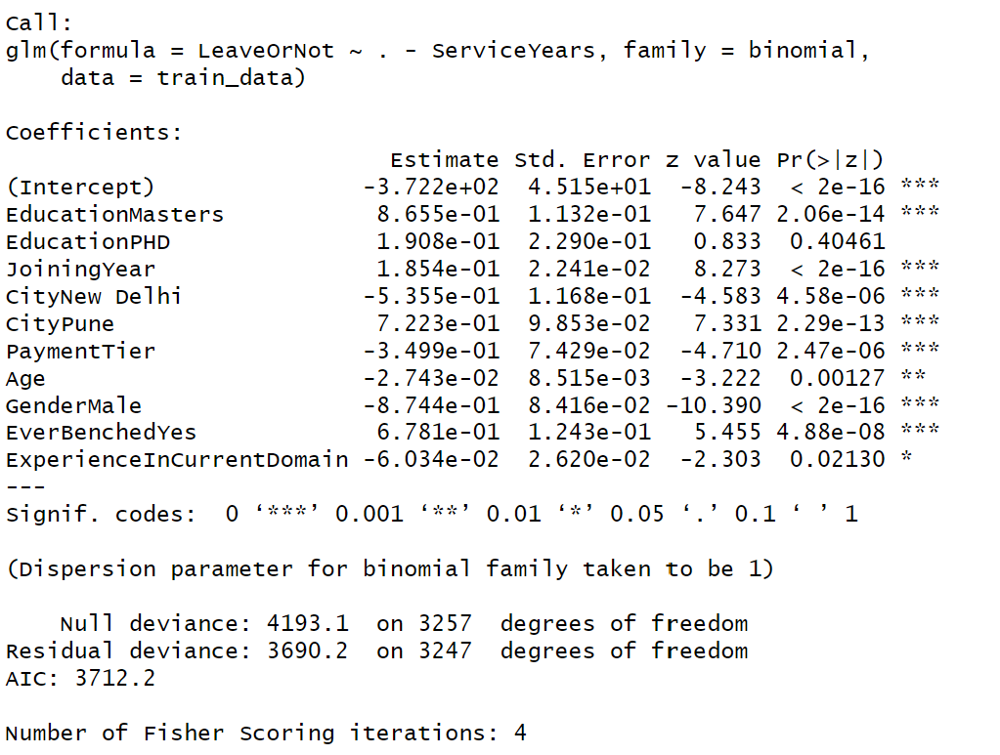 Call:
glm(formula = LeaveOrNot ~ . - ServiceYears, family = binomial,
    data = train_data)

Coefficients:
                            Estimate Std. Error z value Pr(>|z|)
(Intercept)               -3.722e+02  4.515e+01  -8.243  < 2e-16 ***
EducationMasters           8.655e-01  1.132e-01   7.647 2.06e-14 ***
EducationPHD               1.908e-01  2.290e-01   0.833  0.40461
JoiningYear                1.854e-01  2.241e-02   8.273  < 2e-16 ***
CityNew Delhi             -5.355e-01  1.168e-01  -4.583 4.58e-06 ***
CityPune                   7.223e-01  9.853e-02   7.331 2.29e-13 ***
PaymentTier               -3.499e-01  7.429e-02  -4.710 2.47e-06 ***
Age                       -2.743e-02  8.515e-03  -3.222  0.00127 **
GenderMale                -8.744e-01  8.416e-02 -10.390  < 2e-16 ***
EverBenchedYes             6.781e-01  1.243e-01   5.455 4.88e-08 ***
ExperienceInCurrentDomain -6.034e-02  2.620e-02  -2.303  0.02130 *
---
Signif. codes:  0 ‘***’ 0.001 ‘**’ 0.01 ‘*’ 0.05 ‘.’ 0.1 ‘ ’ 1

(Dispersion parameter for binomial family taken to be 1)

    Null deviance: 4193.1  on 3257  degrees of freedom
Residual deviance: 3690.2  on 3247  degrees of freedom
AIC: 3712.2

Number of Fisher Scoring iterations: 4